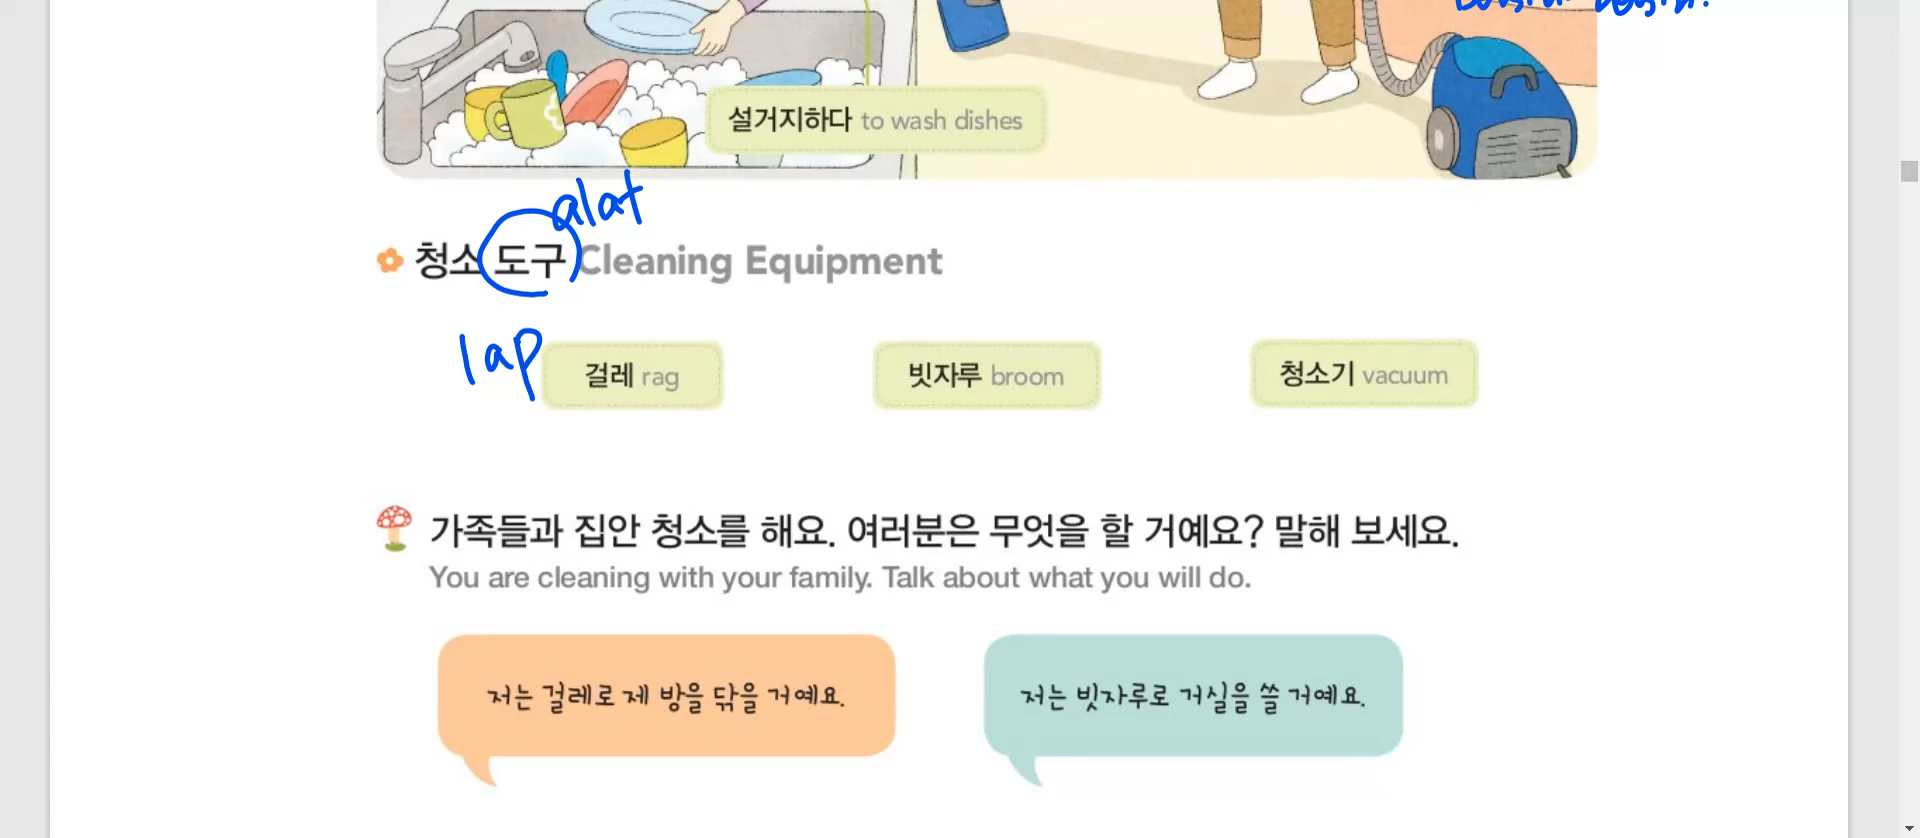 설거지하다 to wash dishes
alat
청소 도구 Cleaning Equipment
lap
걸레 rag
빗자루 broom
청소기 vacuum
가족들과 집안 청소를 해요. 여러분은 무엇을 할 거예요? 말해 보세요.
You are cleaning with your family. Talk about what you will do.
저는 걸레로 제 방을 닦을 거예요.
저는 빗자루로 거실을 쓸 거예요.